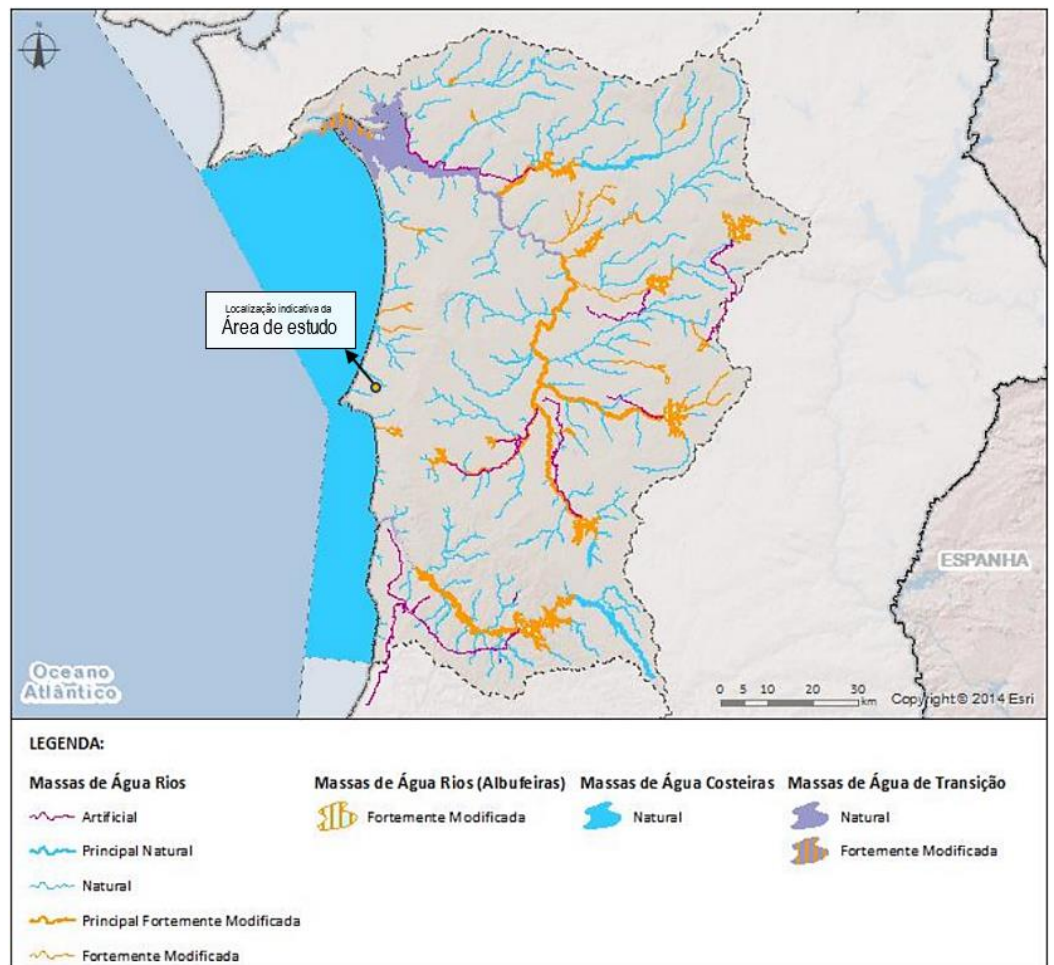 N
Localização indicativa da
Área de estudo
ESPANHA
Oceano
Atlântico
0 5 10 20 30
km
Copyright © 2014 Esri
LEGENDA:
Massas de Água Rios
Artificial
Principal Natural
Natural
Principal Fortemente Modificada
Fortemente Modificada
Massas de Água Rios (Albufeiras)
Fortemente Modificada
Massas de Água Costeiras
Natural
Massas de Água de Transição
Natural
Fortemente Modificada